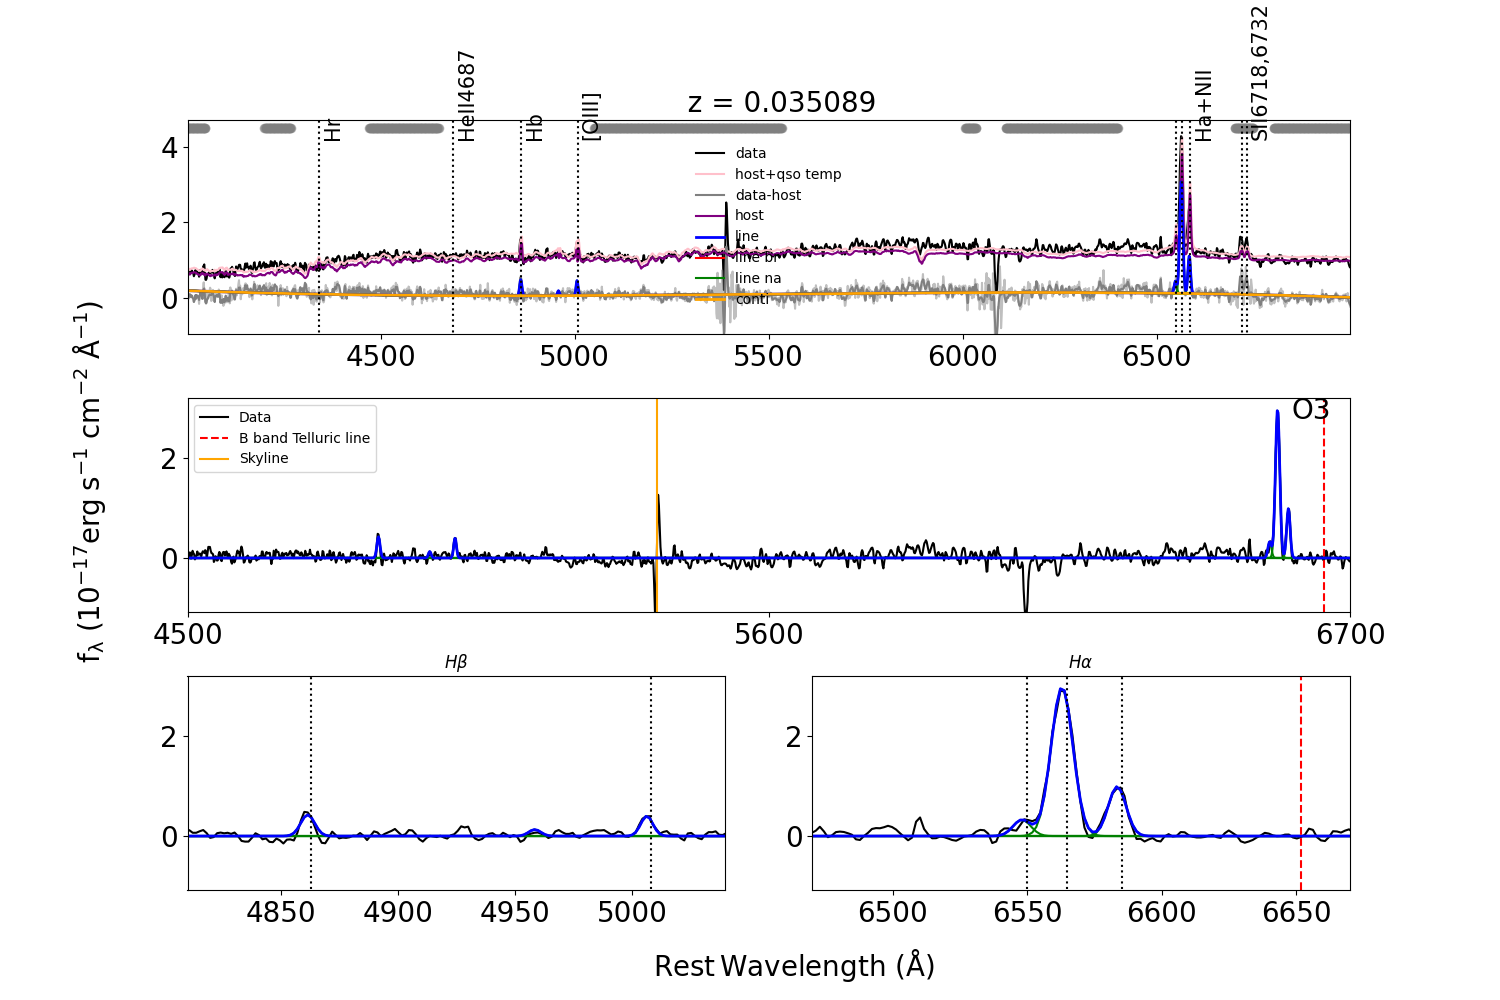 Hr
HeII4687
Hb
[OIII]
Ha+NII
SII6718,6732
z = 0.035089
4
2
0
data
host+qso temp
data-host
host
line
line br
line na
conti
4500 5000 5500 6000 6500
f_λ (10^−17 erg s^−1 cm^−2 Å^−1)
2
0
Data
B band Telluric line
Skyline
O3
4500 5600 6700
Hβ
2
0
4850 4900 4950 5000
Hα
2
0
6500 6550 6600 6650
Rest Wavelength (Å)